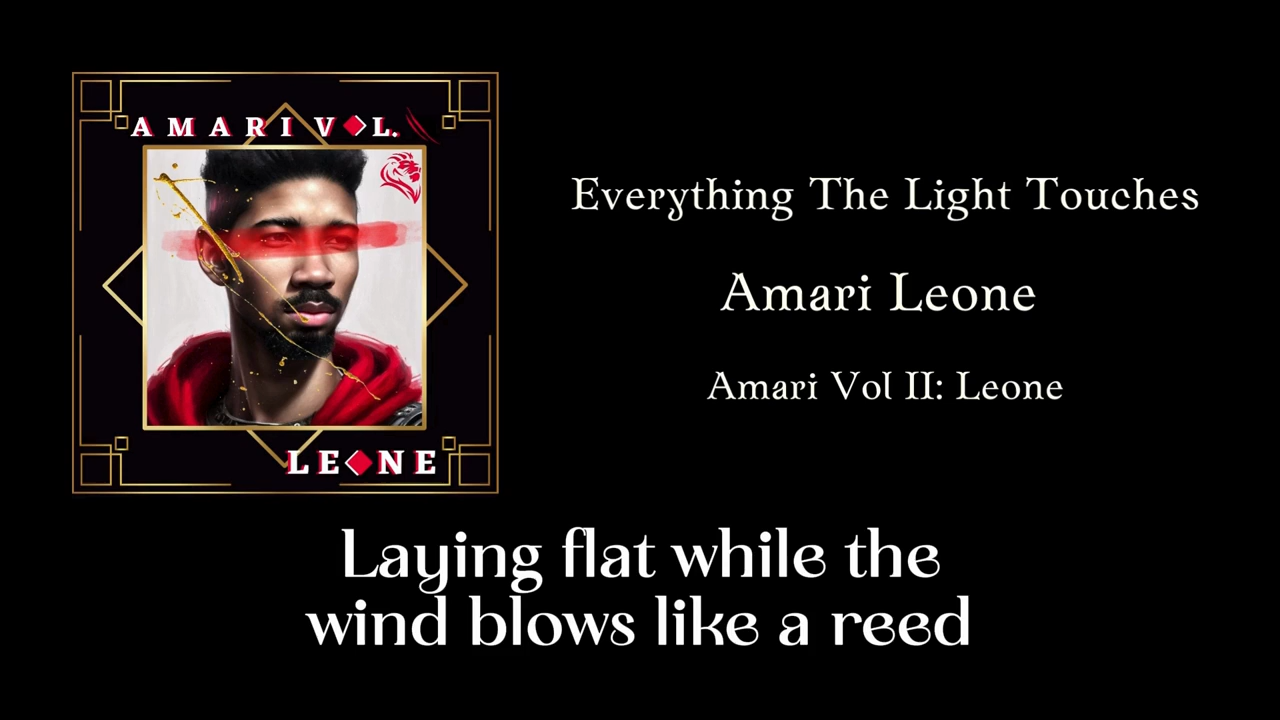 AMARI VOL.
LEONE
Everything The Light Touches
Amari Leone
Amari Vol II: Leone
Laying flat while the
wind blows like a reed